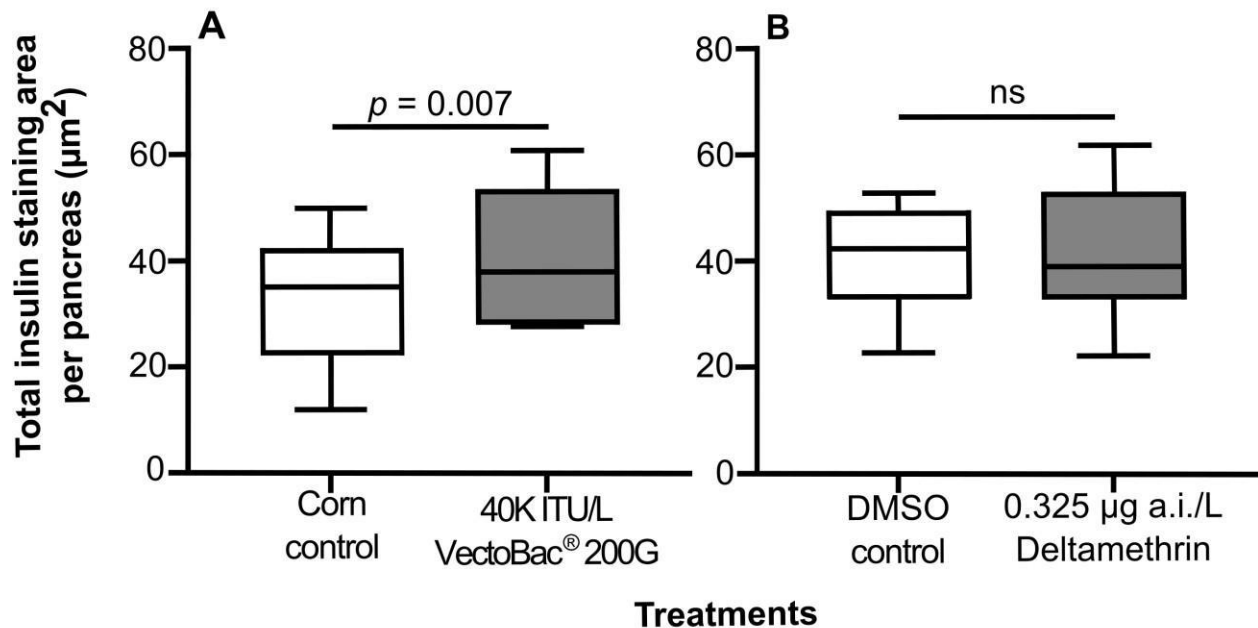 Total insulin staining area
per pancreas (µm²)
A
80
60
40
20
0
p = 0.007
Corn
control
40K ITU/L
VectoBac® 200G
B
80
60
40
20
0
ns
DMSO
control
0.325 µg a.i./L
Deltamethrin
Treatments